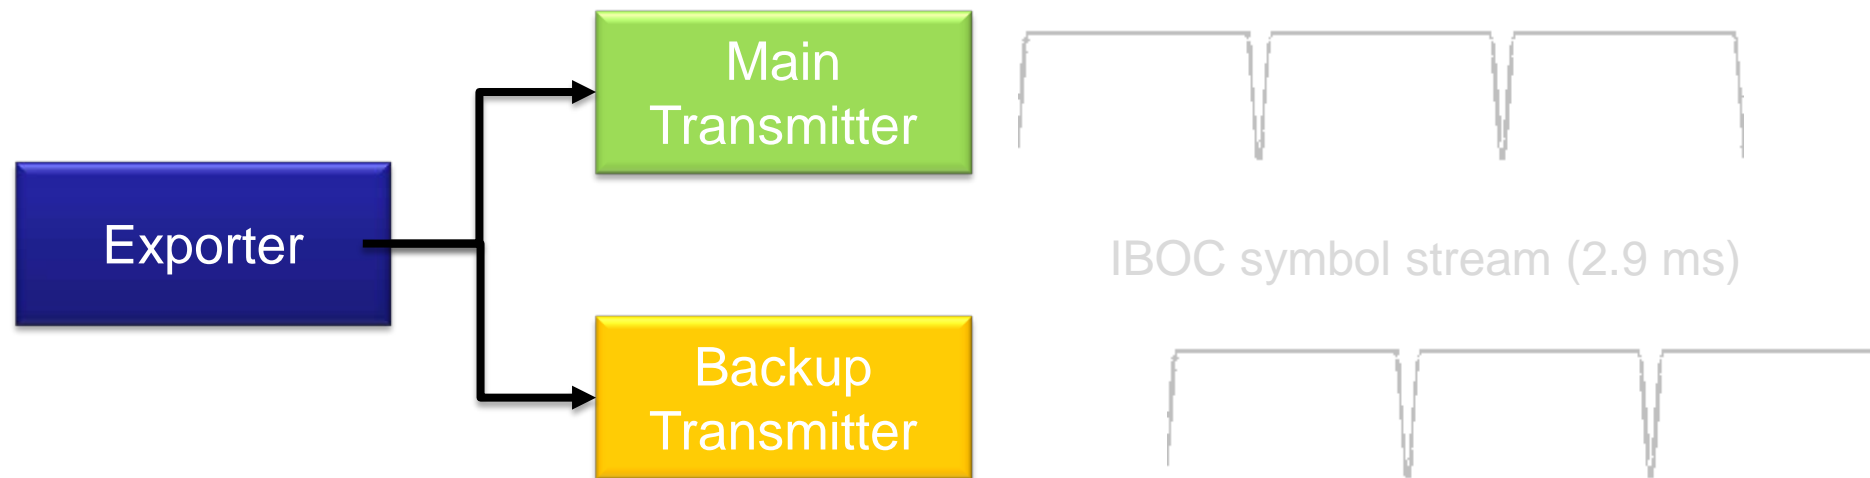 Main
Transmitter
Exporter
IBOC symbol stream (2.9 ms)
Backup
Transmitter